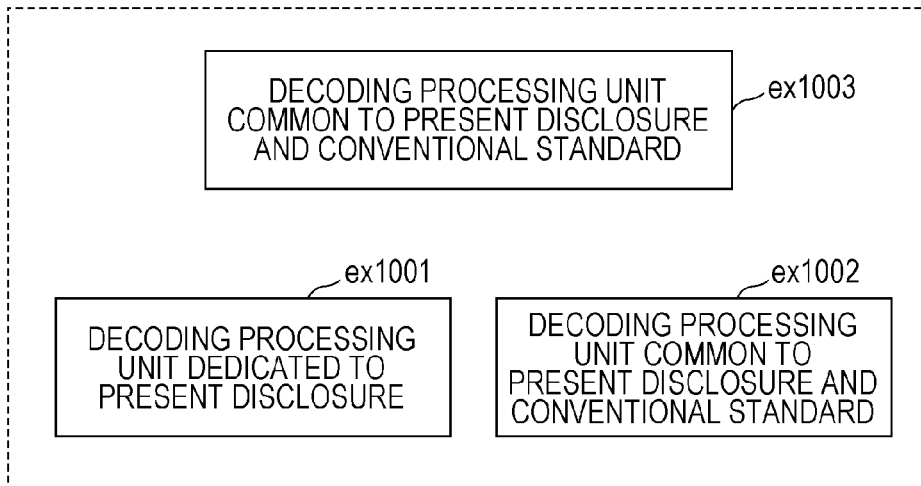 DECODING PROCESSING UNIT
COMMON TO PRESENT DISCLOSURE
AND CONVENTIONAL STANDARD
ex1003
ex1001
DECODING PROCESSING
UNIT DEDICATED TO
PRESENT DISCLOSURE
ex1002
DECODING PROCESSING
UNIT COMMON TO
PRESENT DISCLOSURE AND
CONVENTIONAL STANDARD